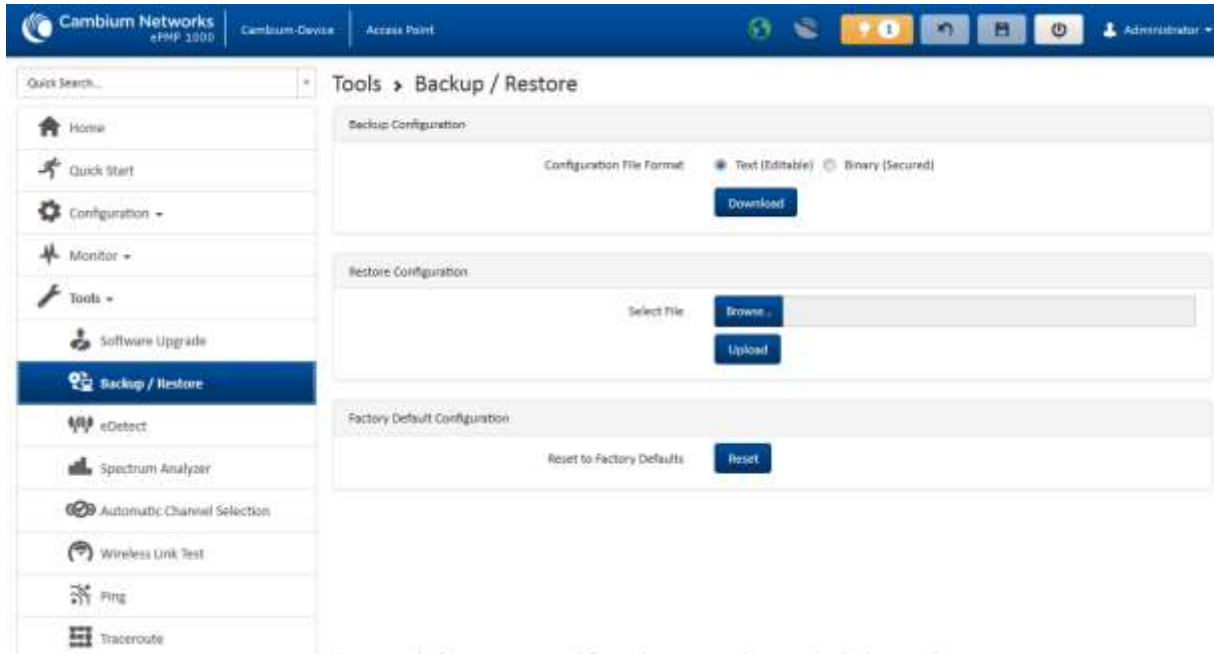 Cambium Networks
ePMP 1000
Cambium-Device
Access Point
1
Administrator
Quick Search...
Tools > Backup / Restore
Home
Quick Start
Configuration
Monitor
Tools
Software Upgrade
Backup / Restore
eDetect
Spectrum Analyzer
Automatic Channel Selection
Wireless Link Test
Ping
Traceroute
Backup Configuration
Configuration File Format
Text (Editable)
Binary (Secured)
Download
Restore Configuration
Select File
Browse..
Upload
Factory Default Configuration
Reset to Factory Defaults
Reset